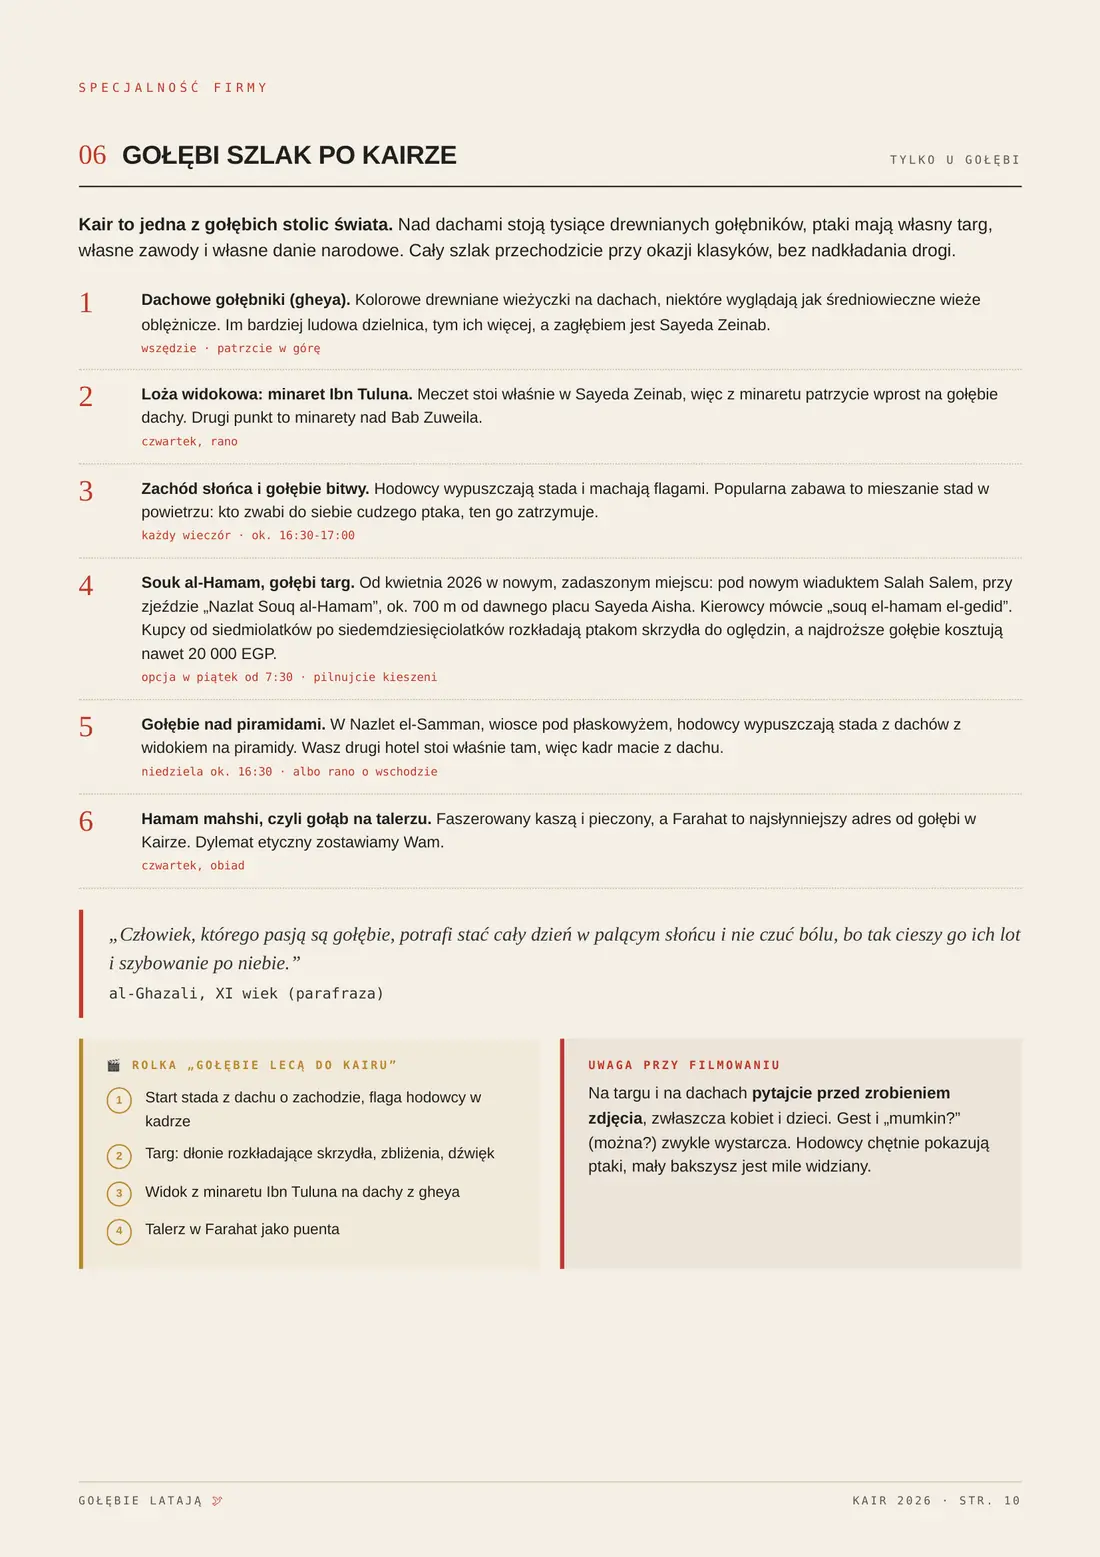 SPECJALNOŚĆ FIRMY
06 GOŁĘBI SZLAK PO KAIRZE
TYLKO U GOŁĘBI
Kair to jedna z gołębich stolic świata. Nad dachami stoją tysiące drewnianych gołębników, ptaki mają własny targ,
własne zawody i własne danie narodowe. Cały szlak przechodzicie przy okazji klasyków, bez nadkładania drogi.
1
Dachowe gołębniki (gheya). Kolorowe drewniane wieżyczki na dachach, niektóre wyglądają jak średniowieczne wieże
oblężnicze. Im bardziej ludowa dzielnica, tym ich więcej, a zagłębiem jest Sayeda Zeinab.
wszędzie · patrzcie w górę
2
Loża widokowa: minaret Ibn Tuluna. Meczet stoi właśnie w Sayeda Zeinab, więc z minaretu patrzycie wprost na gołębie
dachy. Drugi punkt to minarety nad Bab Zuweila.
czwartek, rano
3
Zachód słońca i gołębie bitwy. Hodowcy wypuszczają stada i machają flagami. Popularna zabawa to mieszanie stad w
powietrzu: kto zwabi do siebie cudzego ptaka, ten go zatrzymuje.
każdy wieczór · ok. 16:30-17:00
4
Souk al-Hamam, gołębi targ. Od kwietnia 2026 w nowym, zadaszonym miejscu: pod nowym wiaduktem Salah Salem, przy
zjeździe „Nazlat Souq al-Hamam”, ok. 700 m od dawnego placu Sayeda Aisha. Kierowcy mówcie „souq el-hamam el-gedid”.
Kupcy od siedmiolatków po siedemdziesięciolatków rozkładają ptakom skrzydła do oględzin, a najdroższe gołębie kosztują
nawet 20 000 EGP.
opcja w piątek od 7:30 · pilnujcie kieszeni
5
Gołębie nad piramidami. W Nazlet el-Samman, wiosce pod płaskowyżem, hodowcy wypuszczają stada z dachów z
widokiem na piramidy. Wasz drugi hotel stoi właśnie tam, więc kadr macie z dachu.
niedziela ok. 16:30 · albo rano o wschodzie
6
Hamam mahshi, czyli gołąb na talerzu. Faszerowany kaszą i pieczony, a Farahat to najsłynniejszy adres od gołębi w
Kairze. Dylemat etyczny zostawiamy Wam.
czwartek, obiad
„Człowiek, którego pasją są gołębie, potrafi stać cały dzień w palącym słońcu i nie czuć bólu, bo tak cieszy go ich lot
i szybowanie po niebie.”
al-Ghazali, XI wiek (parafraza)
🎬 ROLKA „GOŁĘBIE LECĄ DO KAIRU”
1 Start stada z dachu o zachodzie, flaga hodowcy w
kadrze
2 Targ: dłonie rozkładające skrzydła, zbliżenia, dźwięk
3 Widok z minaretu Ibn Tuluna na dachy z gheya
4 Talerz w Farahat jako puenta
UWAGA PRZY FILMOWANIU
Na targu i na dachach pytajcie przed zrobieniem
zdjęcia, zwłaszcza kobiet i dzieci. Gest i „mumkin?”
(można?) zwykle wystarcza. Hodowcy chętnie pokazują
ptaki, mały bakszysz jest mile widziany.
GOŁĘBIE LATAJĄ 🕊
KAIR 2026 · STR. 10